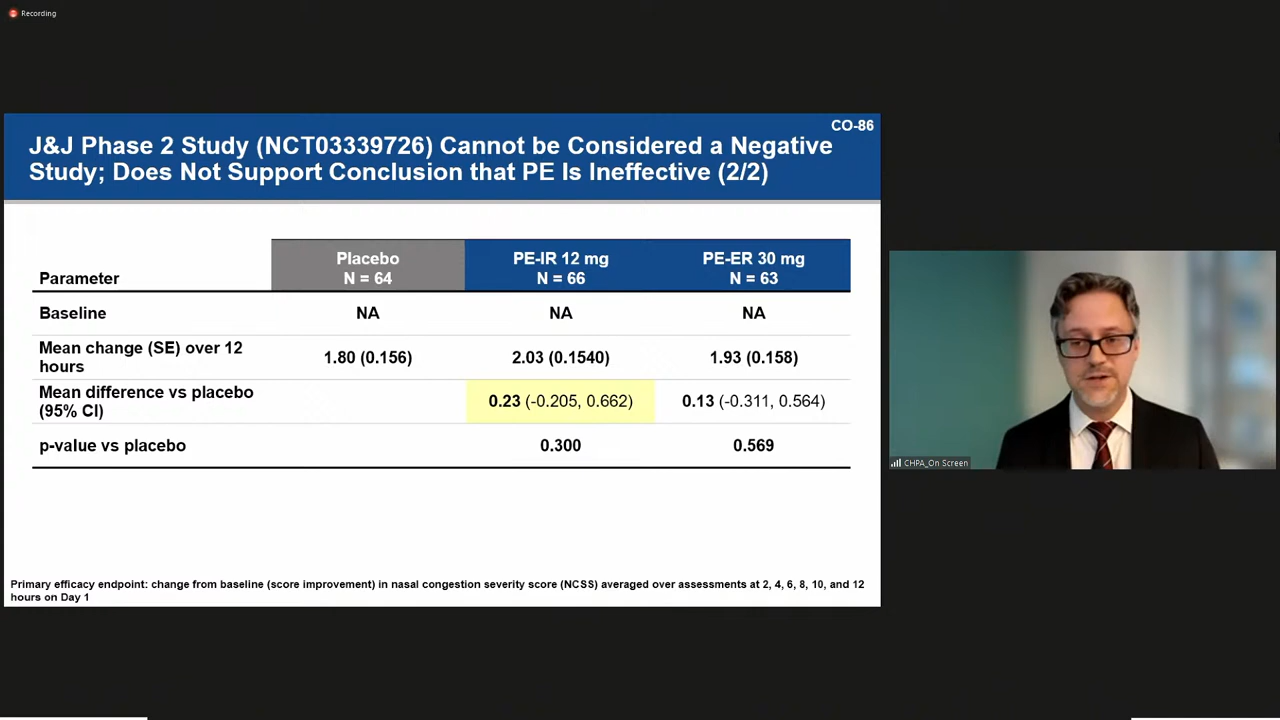 Recording
CO-86
J&J Phase 2 Study (NCT03339726) Cannot be Considered a Negative
Study; Does Not Support Conclusion that PE Is Ineffective (2/2)
Parameter
Placebo
N = 64
PE-IR 12 mg
N = 66
PE-ER 30 mg
N = 63
Baseline
NA
NA
NA
Mean change (SE) over 12
hours
1.80 (0.156)
2.03 (0.1540)
1.93 (0.158)
Mean difference vs placebo
(95% CI)
0.23 (-0.205, 0.662)
0.13 (-0.311, 0.564)
p-value vs placebo
0.300
0.569
Primary efficacy endpoint: change from baseline (score improvement) in nasal congestion severity score (NCSS) averaged over assessments at 2, 4, 6, 8, 10, and 12
hours on Day 1
CHPA_On Screen